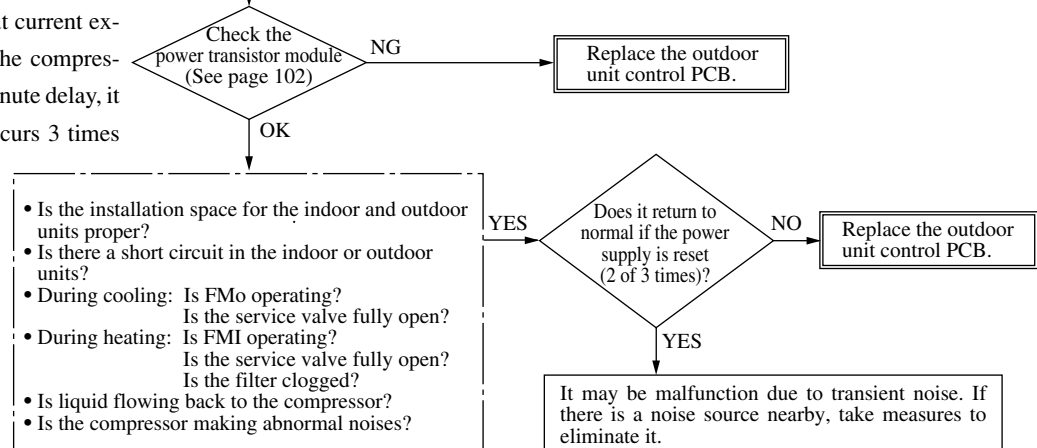 t current ex-
he compres-
nute delay, it
curs 3 times
Check the
power transistor module
(See page 102)
NG
Replace the outdoor
unit control PCB.
OK
• Is the installation space for the indoor and outdoor
units proper?
• Is there a short circuit in the indoor or outdoor
units?
• During cooling: Is FMo operating?
Is the service valve fully open?
• During heating: Is FMI operating?
Is the service valve fully open?
Is the filter clogged?
• Is liquid flowing back to the compressor?
• Is the compressor making abnormal noises?
YES
Does it return to
normal if the power
supply is reset
(2 of 3 times)?
NO
Replace the outdoor
unit control PCB.
YES
It may be malfunction due to transient noise. If
there is a noise source nearby, take measures to
eliminate it.